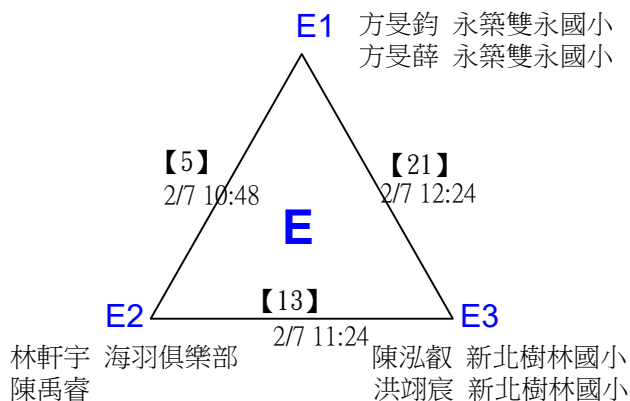 E1 方旻鈞 永築雙永國小
方旻薛 永築雙永國小
【5】
2/7 10:48
【21】
2/7 12:24
E
【13】
2/7 11:24
E2
E3
林軒宇 海羽俱樂部
陳禹睿
陳泓叡 新北樹林國小
洪翊宸 新北樹林國小